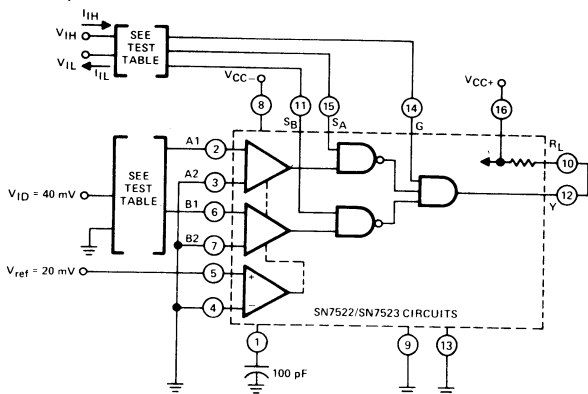 IIH
VIH
VIL
IIL
SEE
TEST
TABLE
VCC−
8
11
15
14
VCC+
16
SB
SA
G
RL
10
12
Y
A1
2
A2
3
B1
6
B2
7
5
+
4
−
VID = 40 mV
SEE
TEST
TABLE
Vref = 20 mV
SN7522/SN7523 CIRCUITS
1
9
13
100 pF